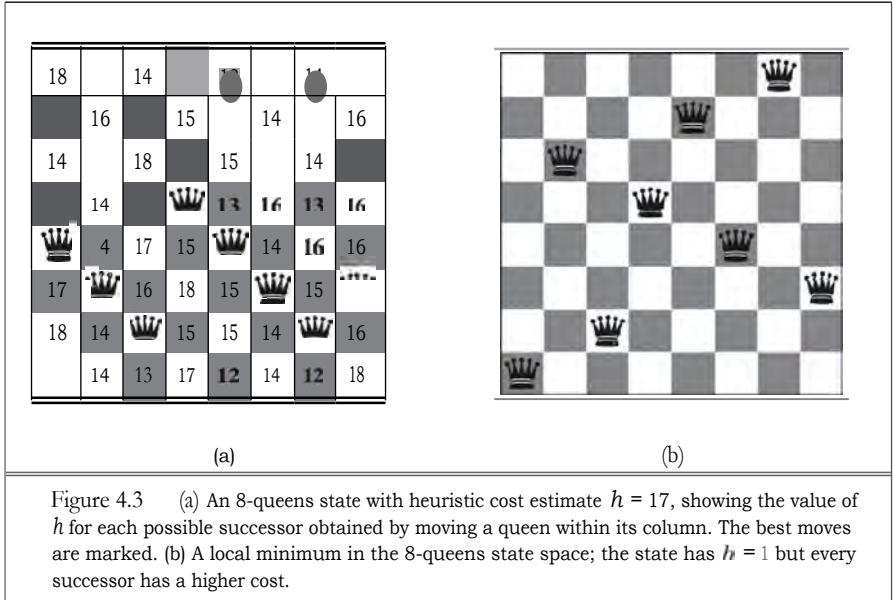 18 14
16 15 14 16
14 18 15 14
14 13 16 13 16
4 17 15 14 16 16
17 16 18 15 15
18 14 15 15 14 16
14 13 17 12 14 12 18
(a) (b)
Figure 4.3 (a) An 8-queens state with heuristic cost estimate h = 17, showing the value of
h for each possible successor obtained by moving a queen within its column. The best moves
are marked. (b) A local minimum in the 8-queens state space; the state has h = 1 but every
successor has a higher cost.